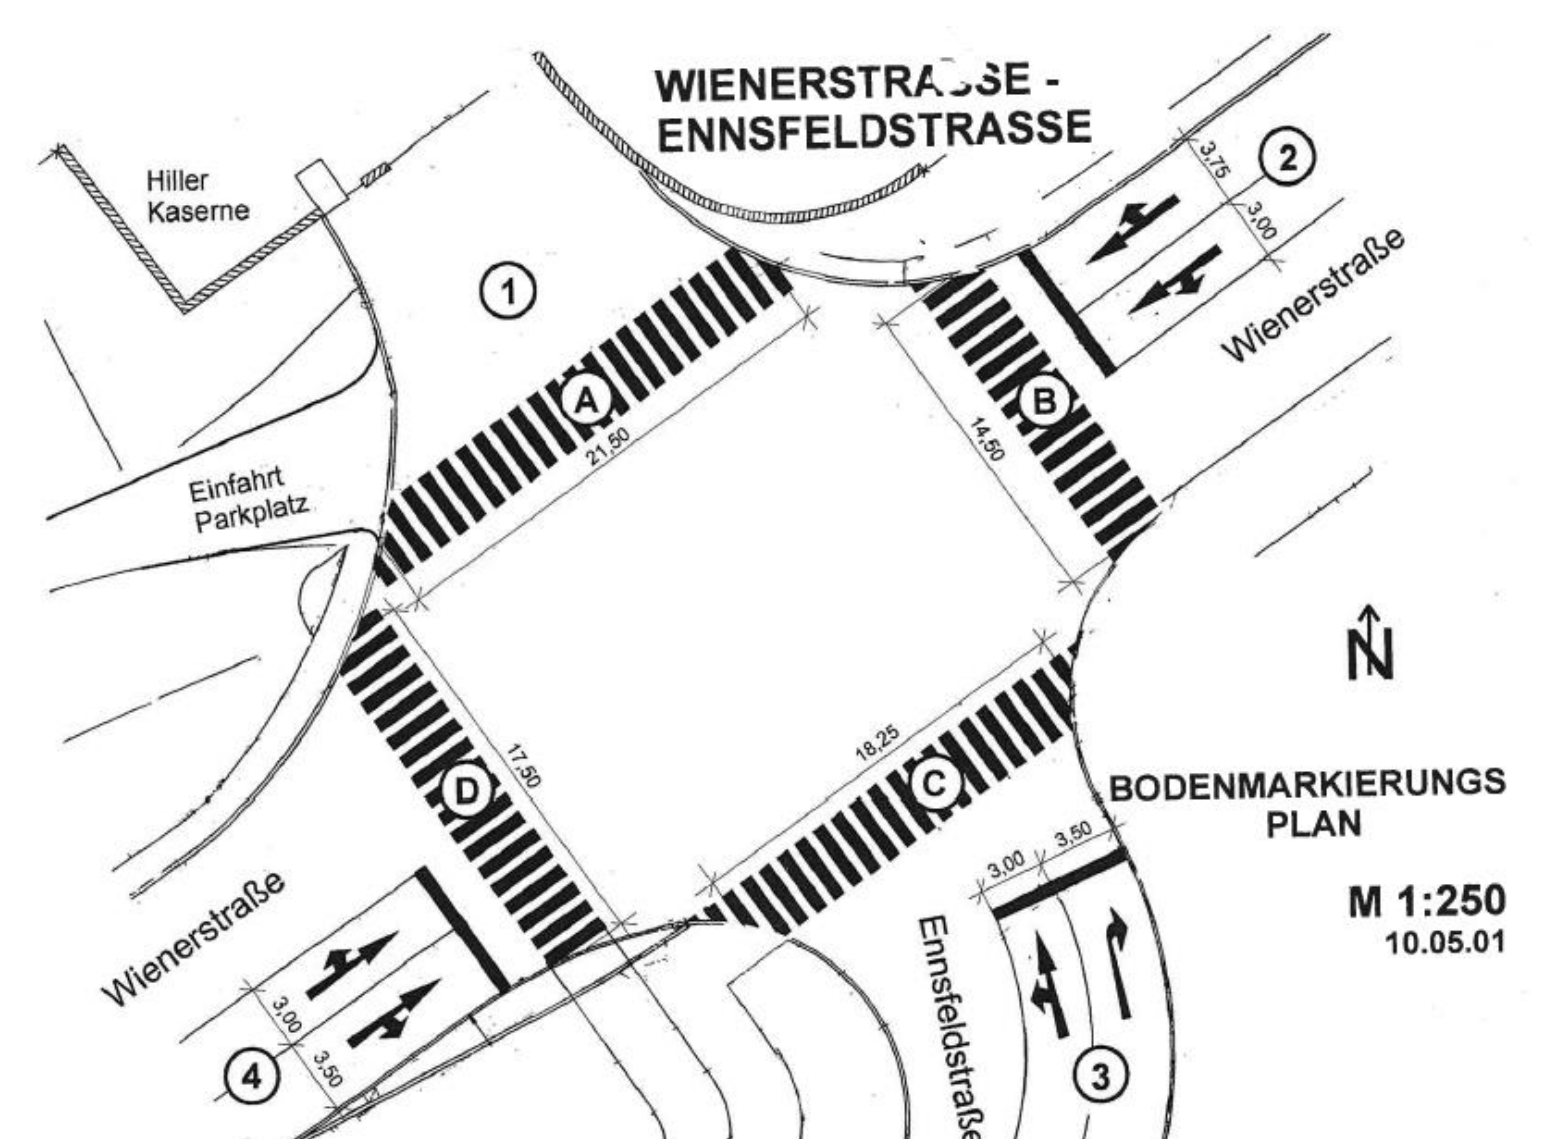 WIENERSTRASSE -
ENNSFELDSTRASSE
2
3,75
3,00
Hiller
Kaserne
Wienerstraße
1
A
21,50
B
14,50
Einfahrt
Parkplatz
N
18,25
C
17,50
D
BODENMARKIERUNGS
PLAN
3,00
3,50
M 1:250
10.05.01
Wienerstraße
Ennsfeldstraße
3,00
3,50
4
3